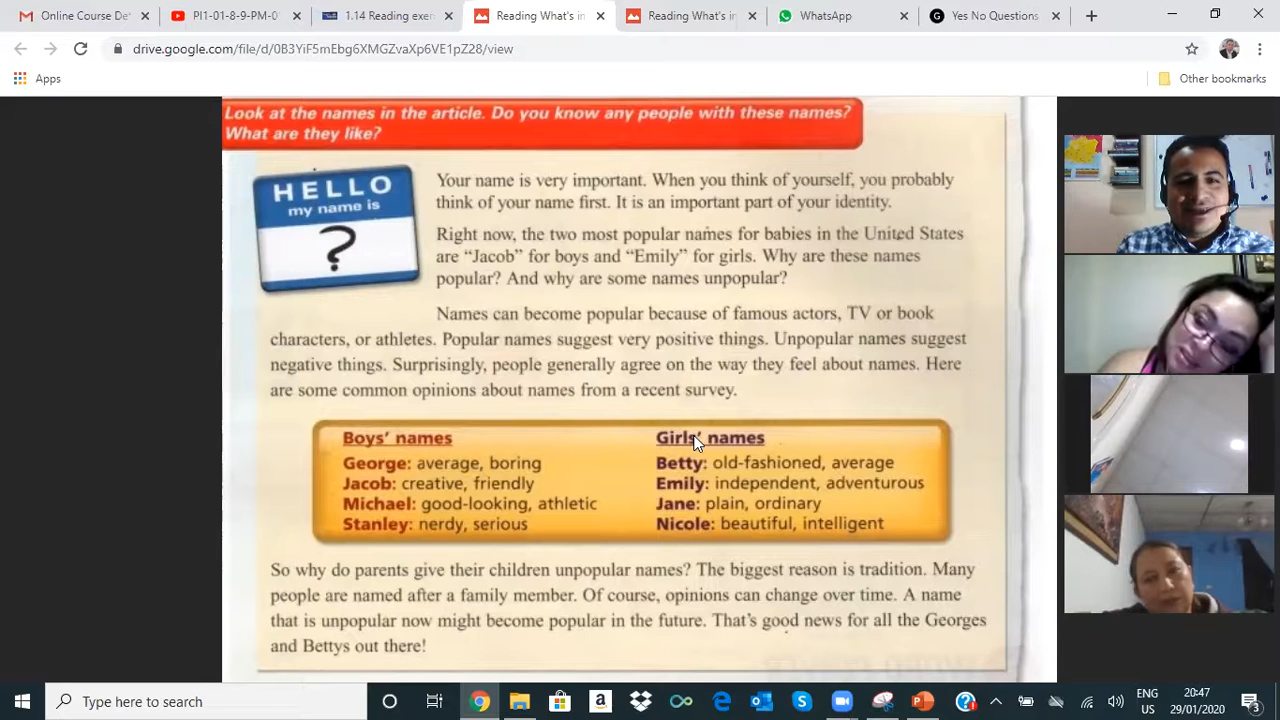 Online Course De
PI1-01-8-9-PM-0
1.14 Reading exer
Reading What's in
Reading What's in
WhatsApp
Yes No Questions
drive.google.com/file/d/0B3YiF5mEbg6XMGZvaXp6VE1pZ28/view
Apps
Other bookmarks
Look at the names in the article. Do you know any people with these names?
What are they like?
HELLO
my name is
?
Your name is very important. When you think of yourself, you probably
think of your name first. It is an important part of your identity.
Right now, the two most popular names for babies in the United States
are “Jacob” for boys and “Emily” for girls. Why are these names
popular? And why are some names unpopular?
Names can become popular because of famous actors, TV or book
characters, or athletes. Popular names suggest very positive things. Unpopular names suggest
negative things. Surprisingly, people generally agree on the way they feel about names. Here
are some common opinions about names from a recent survey.
Boys’ names
George: average, boring
Jacob: creative, friendly
Michael: good-looking, athletic
Stanley: nerdy, serious
Girls’ names
Betty: old-fashioned, average
Emily: independent, adventurous
Jane: plain, ordinary
Nicole: beautiful, intelligent
So why do parents give their children unpopular names? The biggest reason is tradition. Many
people are named after a family member. Of course, opinions can change over time. A name
that is unpopular now might become popular in the future. That’s good news for all the Georges
and Bettys out there!
Type here to search
ENG
ES
20:47
29/01/2020
3